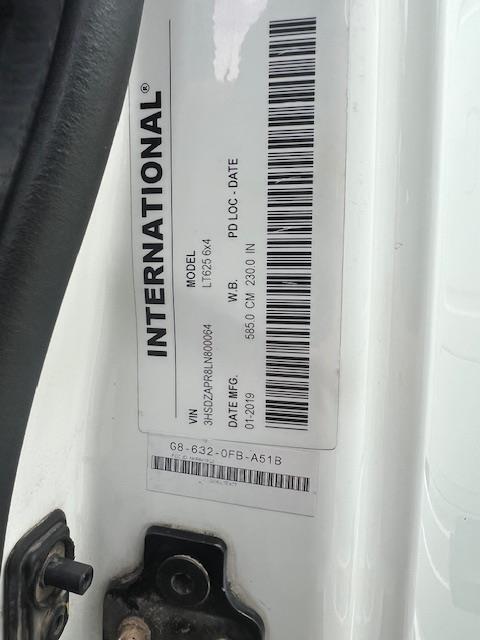 INTERNATIONAL®
VIN MODEL
3HSDZAPR8LN800064 LT625 6x4
DATE MFG. W.B. PD LOC - DATE
01-2019 585.0 CM 230.0 IN
G8-632-0FB-A51B